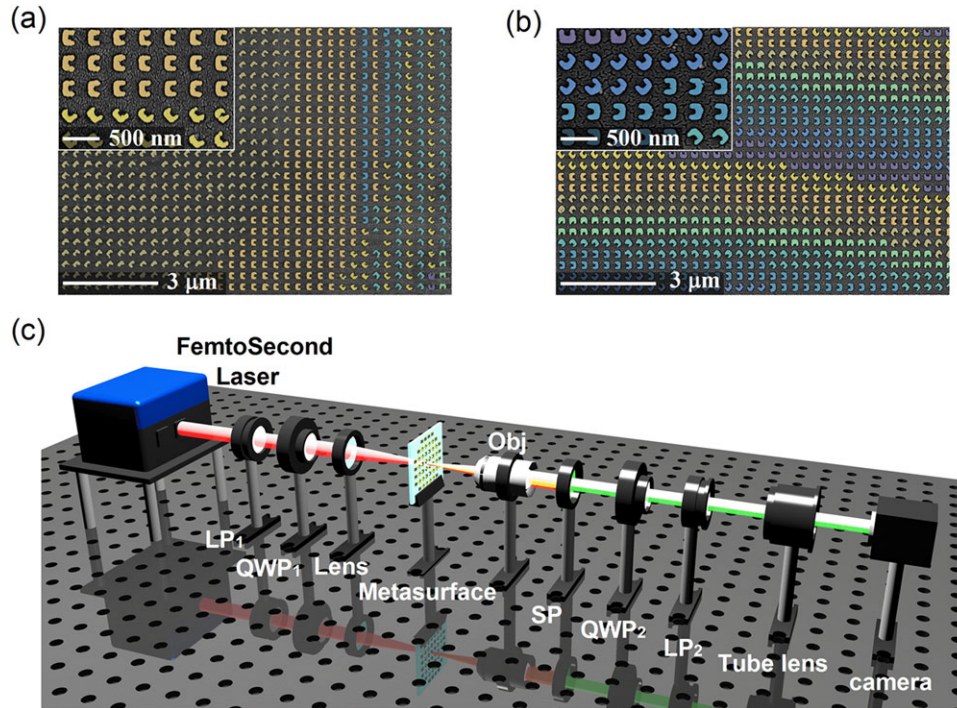 (a)
500 nm
3 μm
(b)
500 nm
3 μm
(c)
FemtoSecond
Laser
LP₁
QWP₁
Lens
Metasurface
Obj
SP
QWP₂
LP₂
Tube lens
camera